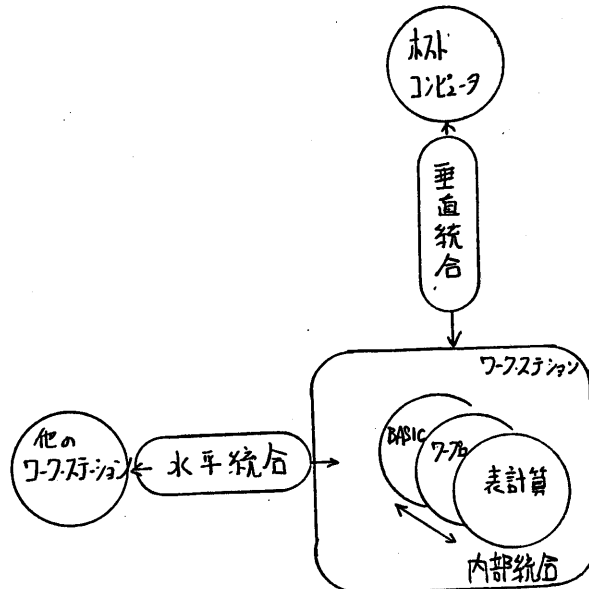 ホスト
コンピュータ
垂直統合
ワーク・ステション
BASIC
ワープロ
表計算
内部統合
他の
ワーク・ステーション
水平統合